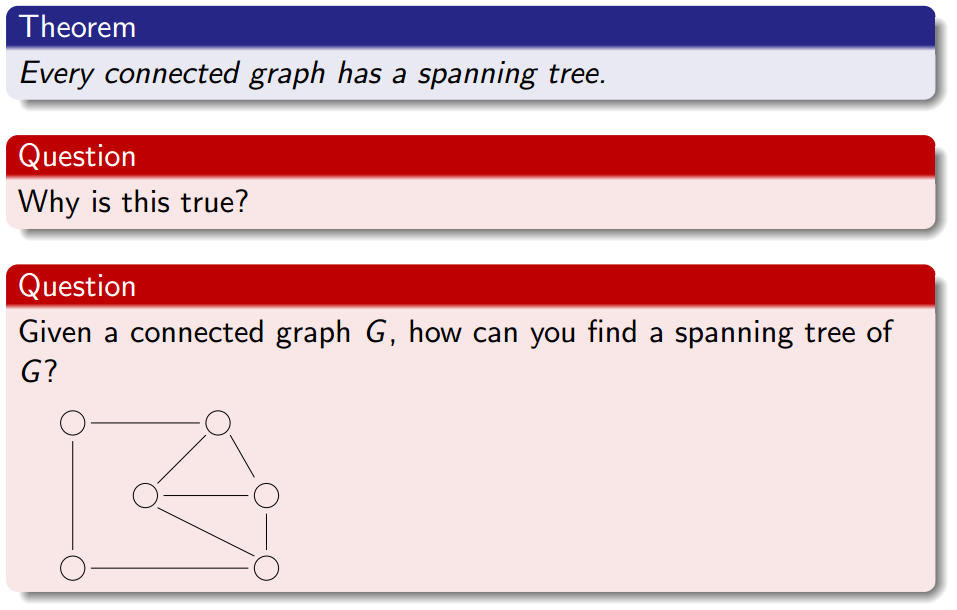 Theorem
Every connected graph has a spanning tree.
Question
Why is this true?
Question
Given a connected graph G, how can you find a spanning tree of
G?